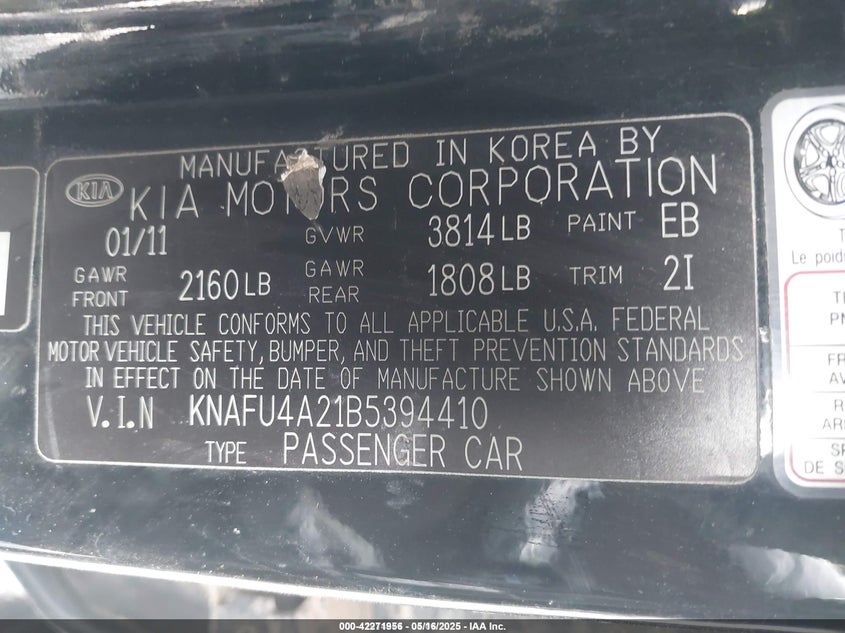 MANUFACTURED IN KOREA BY
KIA KIA MOTORS CORPORATION
01/11 GVWR 3814 LB PAINT EB
GAWR FRONT 2160 LB GAWR REAR 1808 LB TRIM 2I
THIS VEHICLE CONFORMS TO ALL APPLICABLE U.S.A. FEDERAL
MOTOR VEHICLE SAFETY, BUMPER, AND THEFT PREVENTION STANDARDS
IN EFFECT ON THE DATE OF MANUFACTURE SHOWN ABOVE
V.I.N KNAFU4A21B5394410
TYPE PASSENGER CAR
Le poids
DE
000-42271956 - 05/16/2025 - IAA Inc.